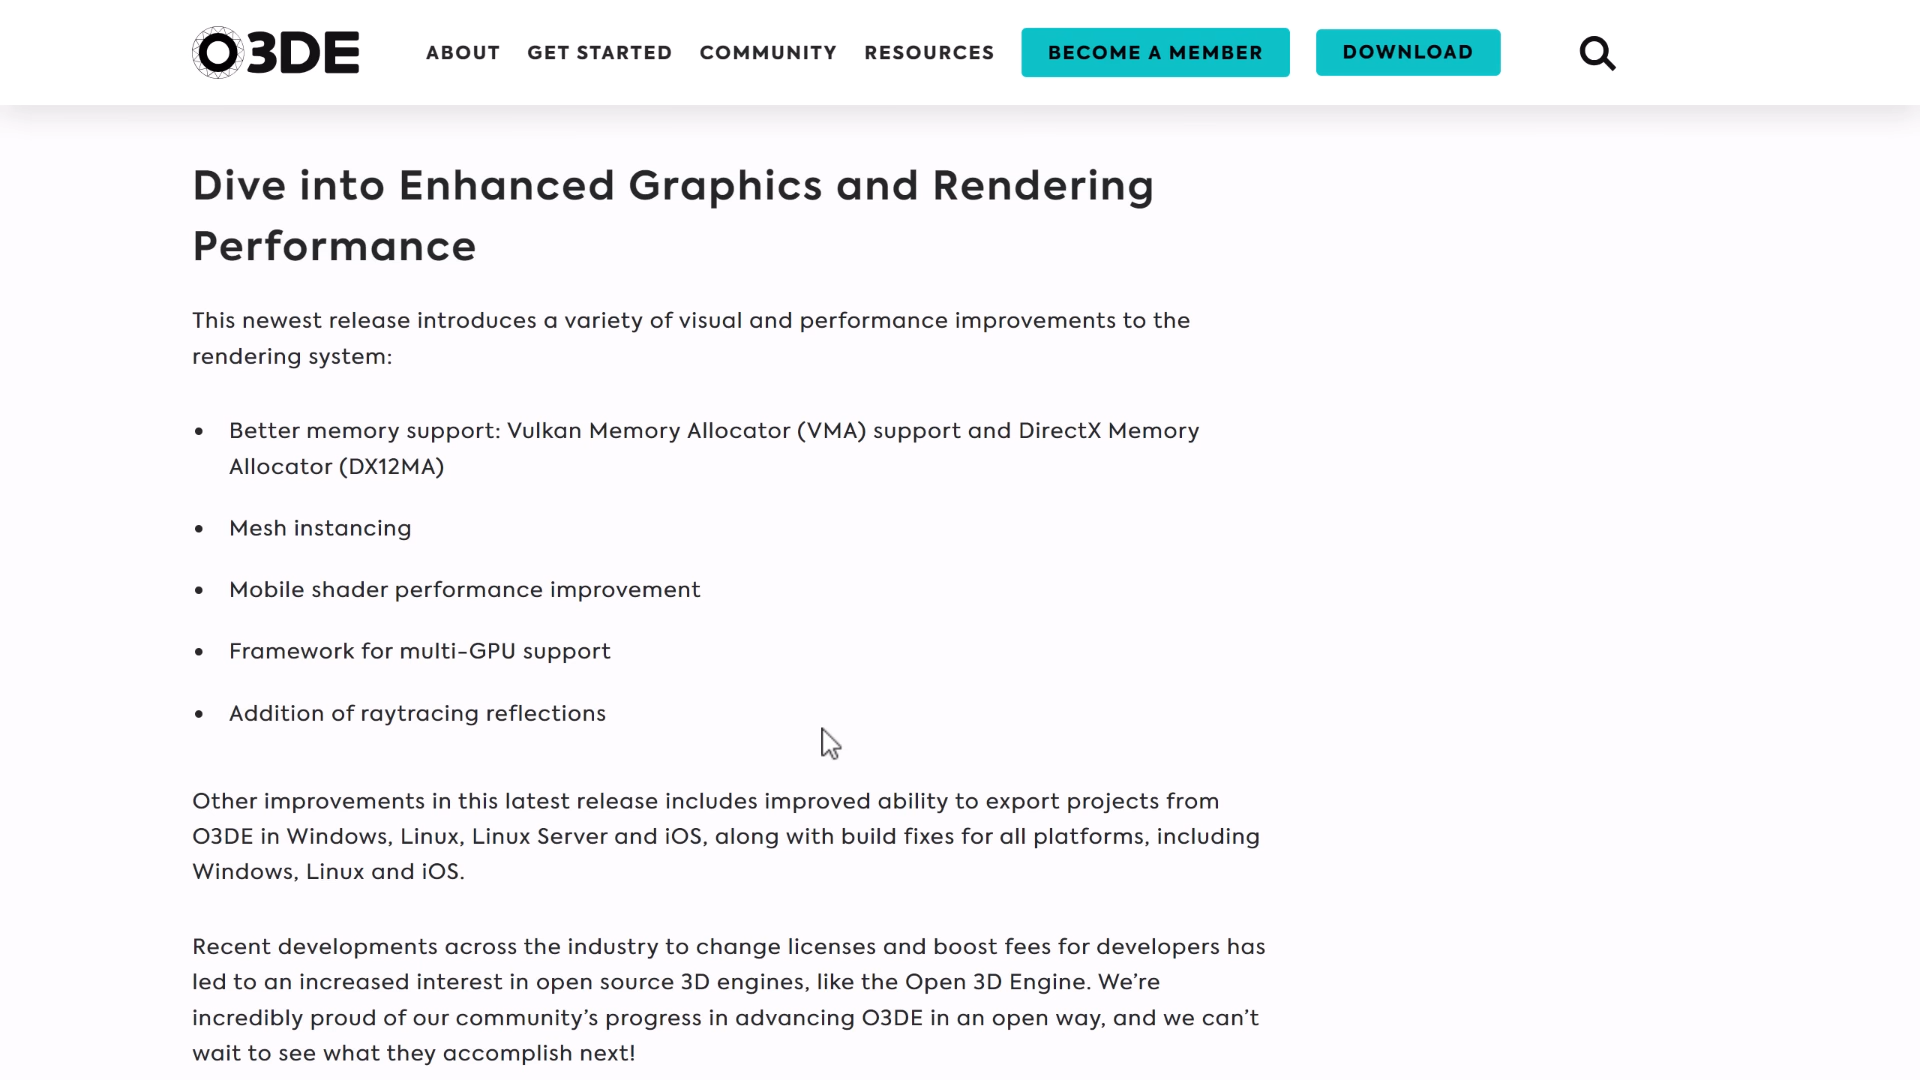 O3DE ABOUT GET STARTED COMMUNITY RESOURCES BECOME A MEMBER DOWNLOAD
Dive into Enhanced Graphics and Rendering
Performance
This newest release introduces a variety of visual and performance improvements to the
rendering system:
• Better memory support: Vulkan Memory Allocator (VMA) support and DirectX Memory
Allocator (DX12MA)
• Mesh instancing
• Mobile shader performance improvement
• Framework for multi-GPU support
• Addition of raytracing reflections
Other improvements in this latest release includes improved ability to export projects from
O3DE in Windows, Linux, Linux Server and iOS, along with build fixes for all platforms, including
Windows, Linux and iOS.
Recent developments across the industry to change licenses and boost fees for developers has
led to an increased interest in open source 3D engines, like the Open 3D Engine. We’re
incredibly proud of our community’s progress in advancing O3DE in an open way, and we can’t
wait to see what they accomplish next!